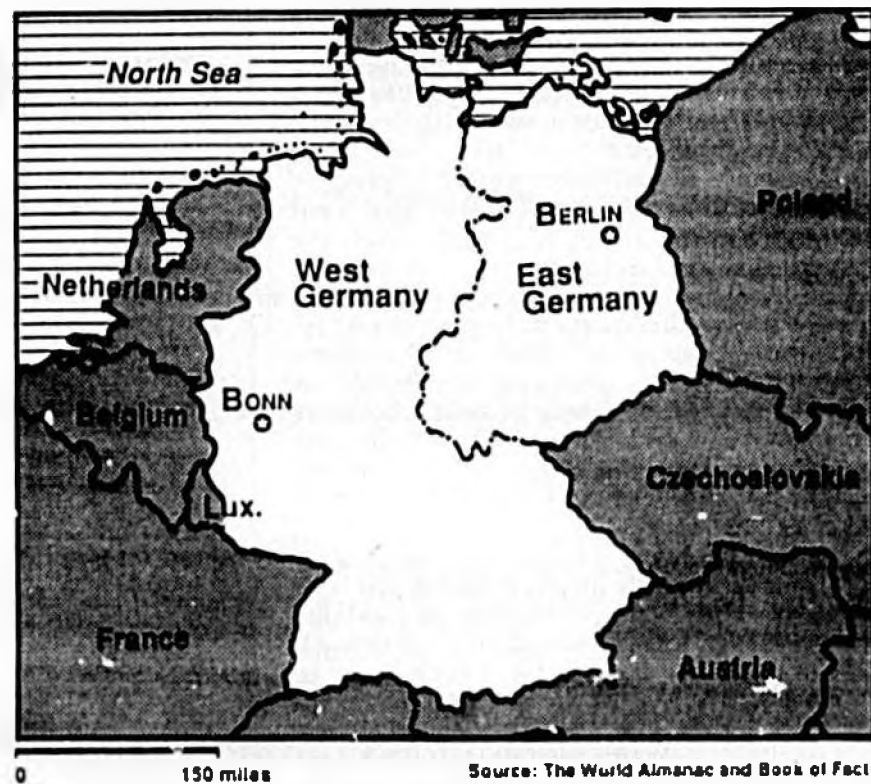 North Sea
Poland
BERLIN
West
Germany
East
Germany
Netherlands
BONN
Belgium
Czechoslovakia
Lux.
France
Austria
0 150 miles
Source: The World Almanac and Book of Fact